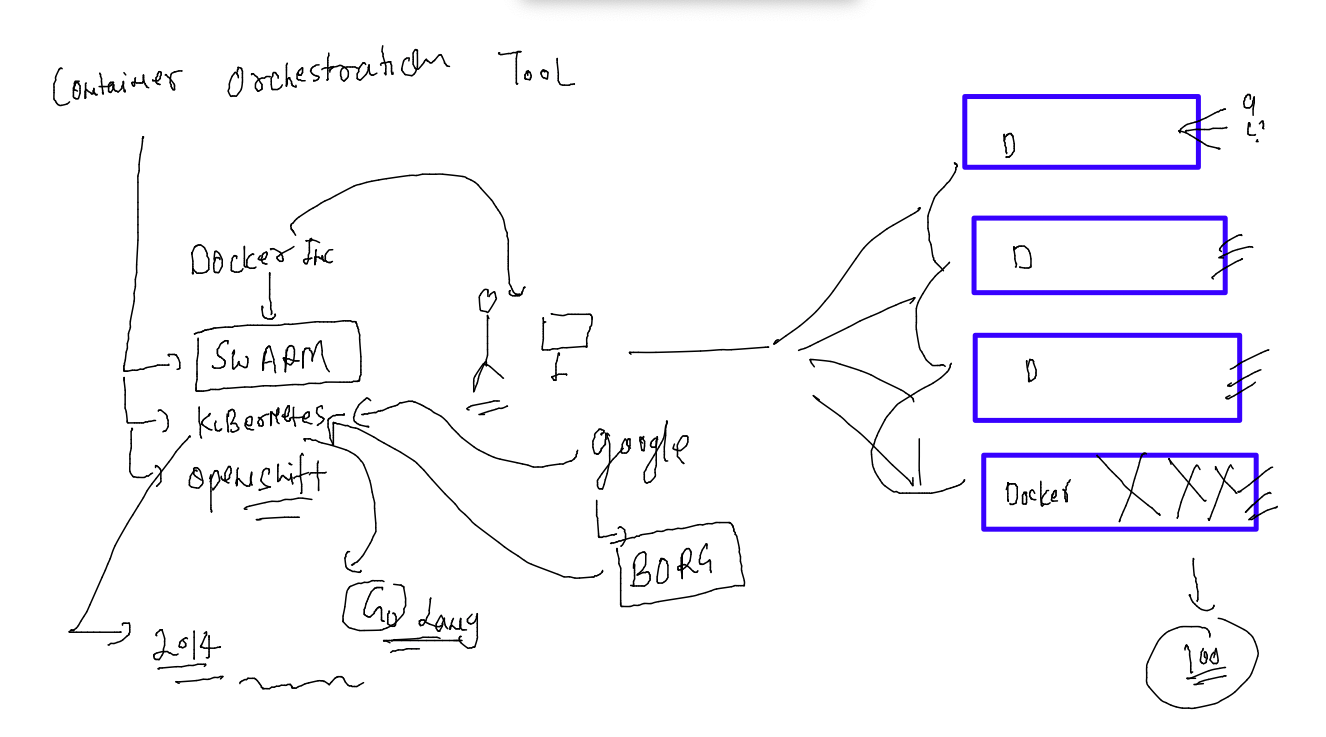 Container Orchestration Tool
Docker Inc
SWARM
KuBernetes
openshift
google
BORG
Go Lang
2014
D
D
D
Docker
100